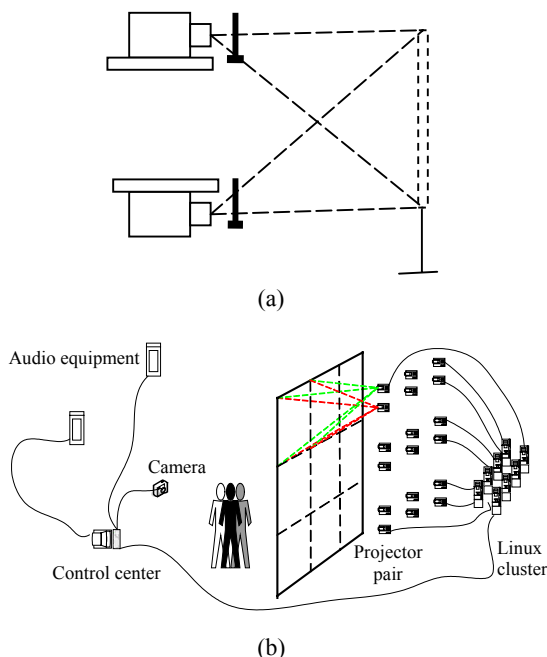 (a)
Audio equipment
Camera
Control center
Projector
pair
Linux
cluster
(b)